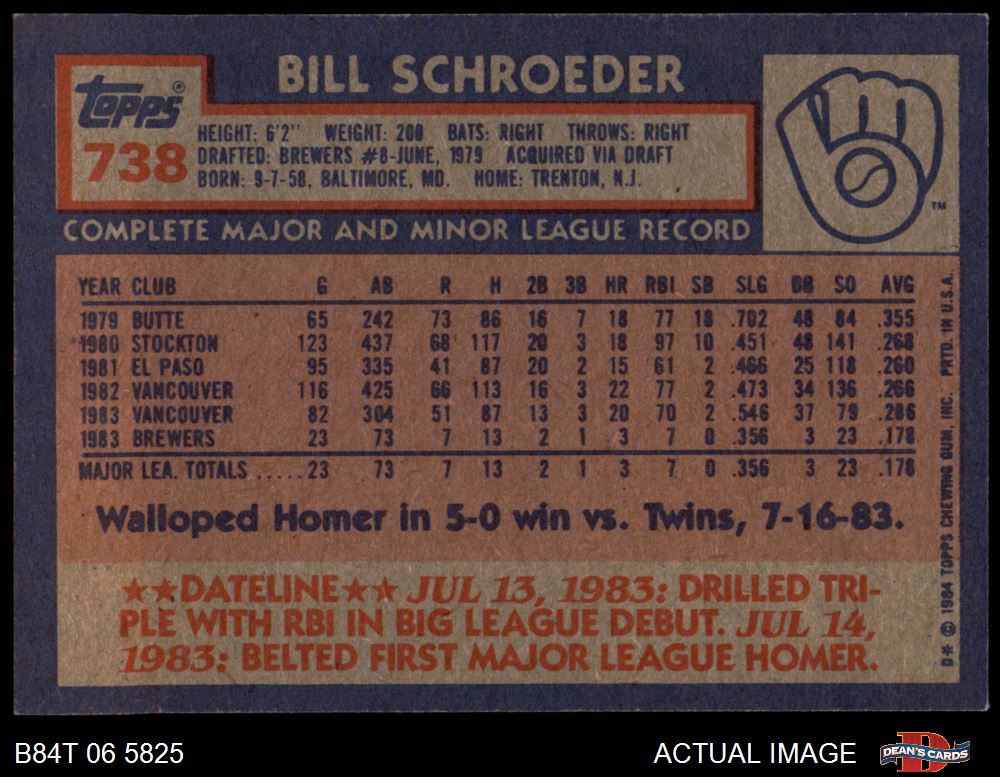 BILL SCHROEDER
Topps®
738
HEIGHT: 6'2" WEIGHT: 200 BATS: RIGHT THROWS: RIGHT
DRAFTED: BREWERS #8-JUNE, 1979 ACQUIRED VIA DRAFT
BORN: 9-7-58, BALTIMORE, MD. HOME: TRENTON, N.J.
TM
COMPLETE MAJOR AND MINOR LEAGUE RECORD
YEAR CLUB G AB R H 2B 3B HR RBI SB SLG BB SO AVG
1979 BUTTE 65 242 73 86 16 7 18 77 18 .702 48 84 .355
*1980 STOCKTON 123 437 68 117 20 3 18 97 10 .451 48 141 .268
1981 EL PASO 95 335 41 87 20 2 15 61 2 .466 25 118 .260
1982 VANCOUVER 116 425 66 113 16 3 22 77 2 .473 34 136 .266
1983 VANCOUVER 82 304 51 87 13 3 20 70 2 .546 37 79 .286
1983 BREWERS 23 73 7 13 2 1 3 7 0 .356 3 23 .178
MAJOR LEA. TOTALS .....23 73 7 13 2 1 3 7 0 .356 3 23 .178
Walloped Homer in 5-0 win vs. Twins, 7-16-83.
★★DATELINE★★ JUL 13, 1983: DRILLED TRI-
PLE WITH RBI IN BIG LEAGUE DEBUT. JUL 14,
1983: BELTED FIRST MAJOR LEAGUE HOMER.
D* © 1984 TOPPS CHEWING GUM, INC. PRTD. IN U.S.A.
B84T 06 5825
ACTUAL IMAGE
D
DEAN'S CARDS